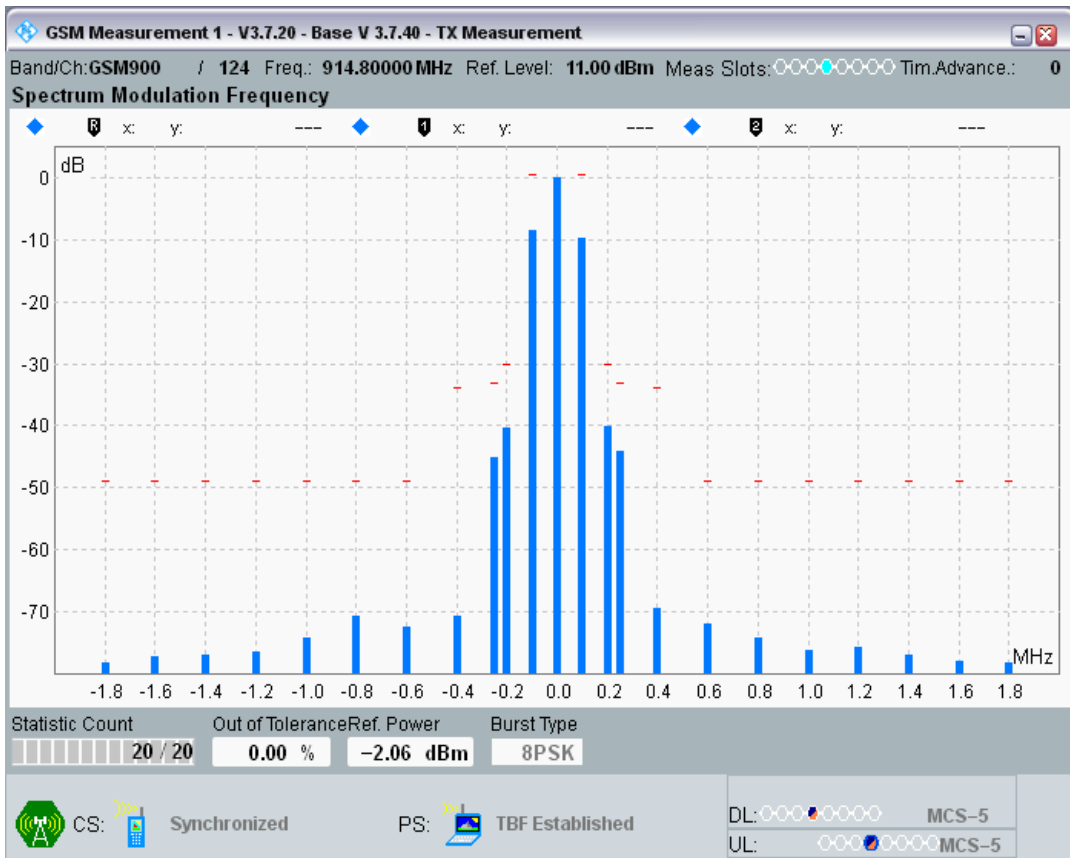 GSM Measurement 1 - V3.7.20 - Base V 3.7.40 - TX Measurement
Band/Ch:GSM900 / 124 Freq.: 914.80000 MHz Ref. Level: 11.00 dBm Meas Slots: Tim.Advance.: 0
Spectrum Modulation Frequency
R x: y: --- 1 x: y: --- 2 x: y: ---
dB
0
-10
-20
-30
-40
-50
-60
-70
MHz
-1.8 -1.6 -1.4 -1.2 -1.0 -0.8 -0.6 -0.4 -0.2 0.0 0.2 0.4 0.6 0.8 1.0 1.2 1.4 1.6 1.8
Statistic Count Out of Tolerance Ref. Power Burst Type
20 / 20 0.00 % -2.06 dBm 8PSK
CS: Synchronized PS: TBF Established
DL: MCS-5
UL: MCS-5